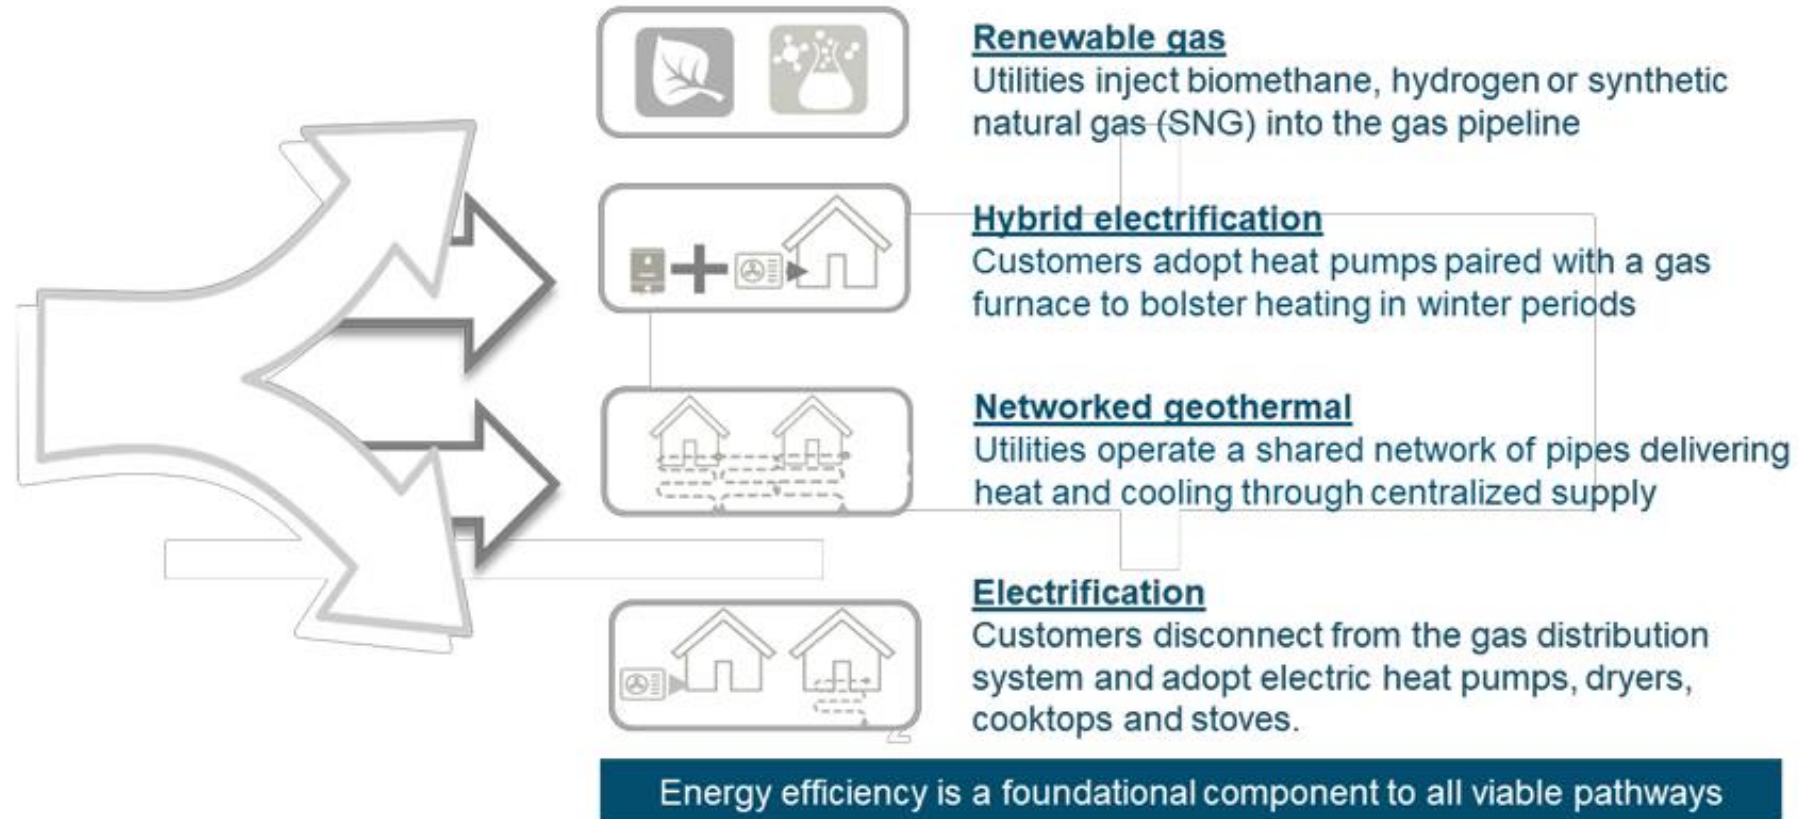 Renewable gas
Utilities inject biomethane, hydrogen or synthetic
natural gas (SNG) into the gas pipeline
Hybrid electrification
Customers adopt heat pumps paired with a gas
furnace to bolster heating in winter periods
Networked geothermal
Utilities operate a shared network of pipes delivering
heat and cooling through centralized supply
Electrification
Customers disconnect from the gas distribution
system and adopt electric heat pumps, dryers,
cooktops and stoves.
Energy efficiency is a foundational component to all viable pathways